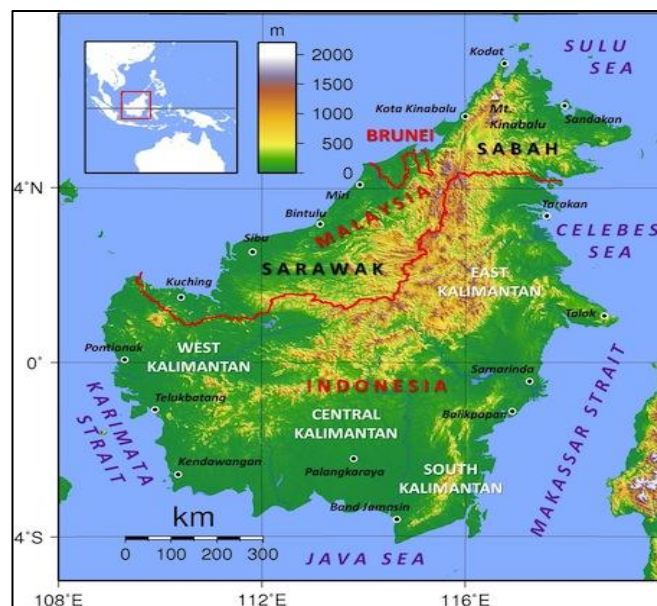 m
2000
1500
1000
500
0
Kodat
SULU
SEA
Kota Kinabalu
Mt.
Kinabalu
Sandakan
BRUNEI
SABAH
4°N
Miri
MALAYSIA
Bintulu
Tarakan
CELEBES
SEA
Sibu
SARAWAK
EAST
KALIMANTAN
Kuching
Talok
0°
Pontianak
WEST
KALIMANTAN
Samarinda
INDONESIA
KARIMATA
STRAIT
Telukbatang
CENTRAL
KALIMANTAN
Barikpapan
MAKASSAR STRAIT
Kendawangan
Palangkaraya
SOUTH
KALIMANTAN
km
Band Jamasin
0 100 200 300
4°S
JAVA SEA
108°E
112°E
116°E